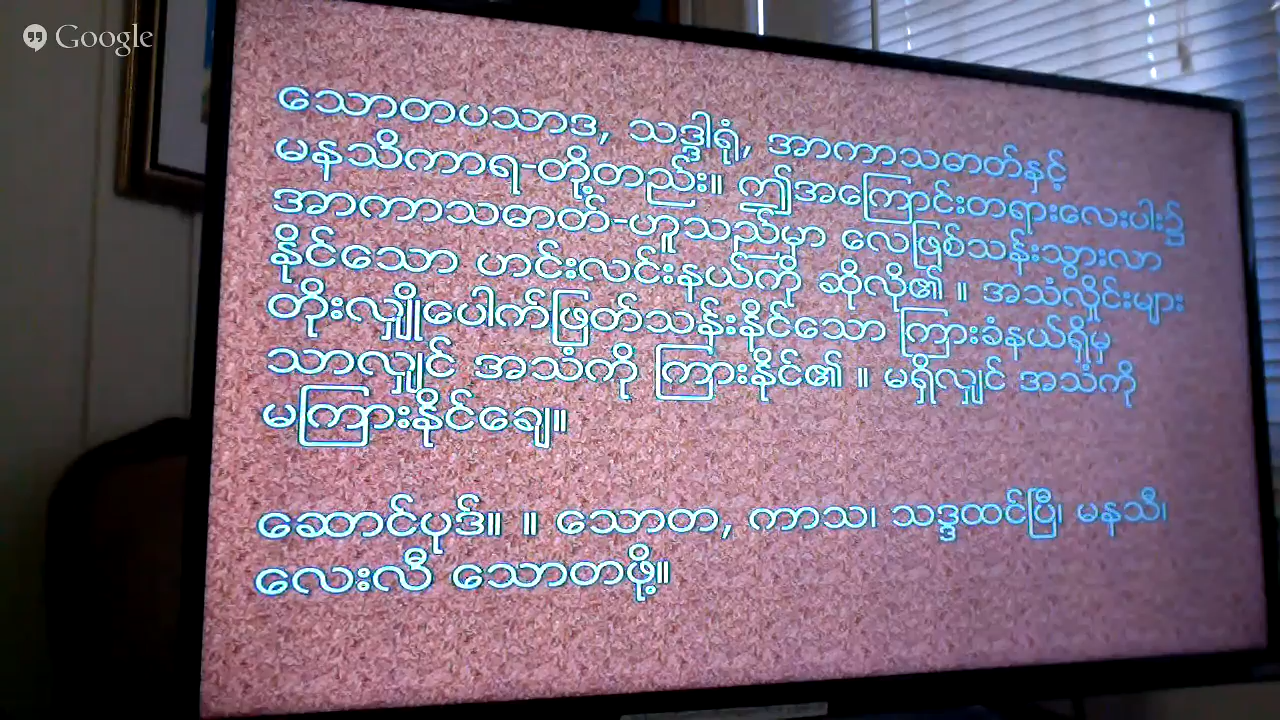 Google
သောတပသာဒ, သဒ္ဒါရုံ, အာကာသဓာတ်နှင့်
မနသိကာရ-တို့တည်း။ ဤအကြောင်းတရားလေးပါး၌
အာကာသဓာတ်-ဟူသည်မှာ လေဖြစ်သန်းသွားလာ
နိုင်သော ဟင်းလင်းနယ်ကို ဆိုလို၏ ။ အသံလှိုင်းများ
တိုးလျှိုပေါက်ဖြတ်သန်းနိုင်သော ကြားခံနယ်ရှိမှ
သာလျှင် အသံကို ကြားနိုင်၏ ။ မရှိလျှင် အသံကို
မကြားနိုင်ချေ။
ဆောင်ပုဒ်။ ။ သောတ, ကာသ၊ သဒ္ဒထင်ပြီ၊ မနသီ၊
လေးလီ သောတဖို့။